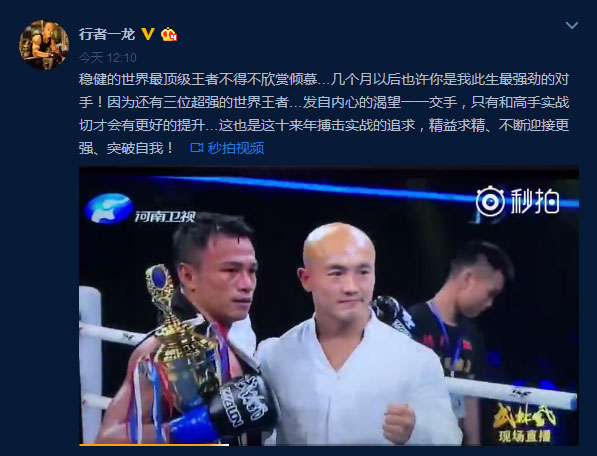 行者一龙
今天 12:10
稳健的世界最顶级王者不得不欣赏倾慕…几个月以后也许你是我此生最强劲的对
手！因为还有三位超强的世界王者…发自内心的渴望一一交手，只有和高手实战
切才会有更好的提升…这也是这十来年搏击实战的追求，精益求精、不断迎接更
强、突破自我！ 秒拍视频
河南卫视
秒拍
武林风
现场直播